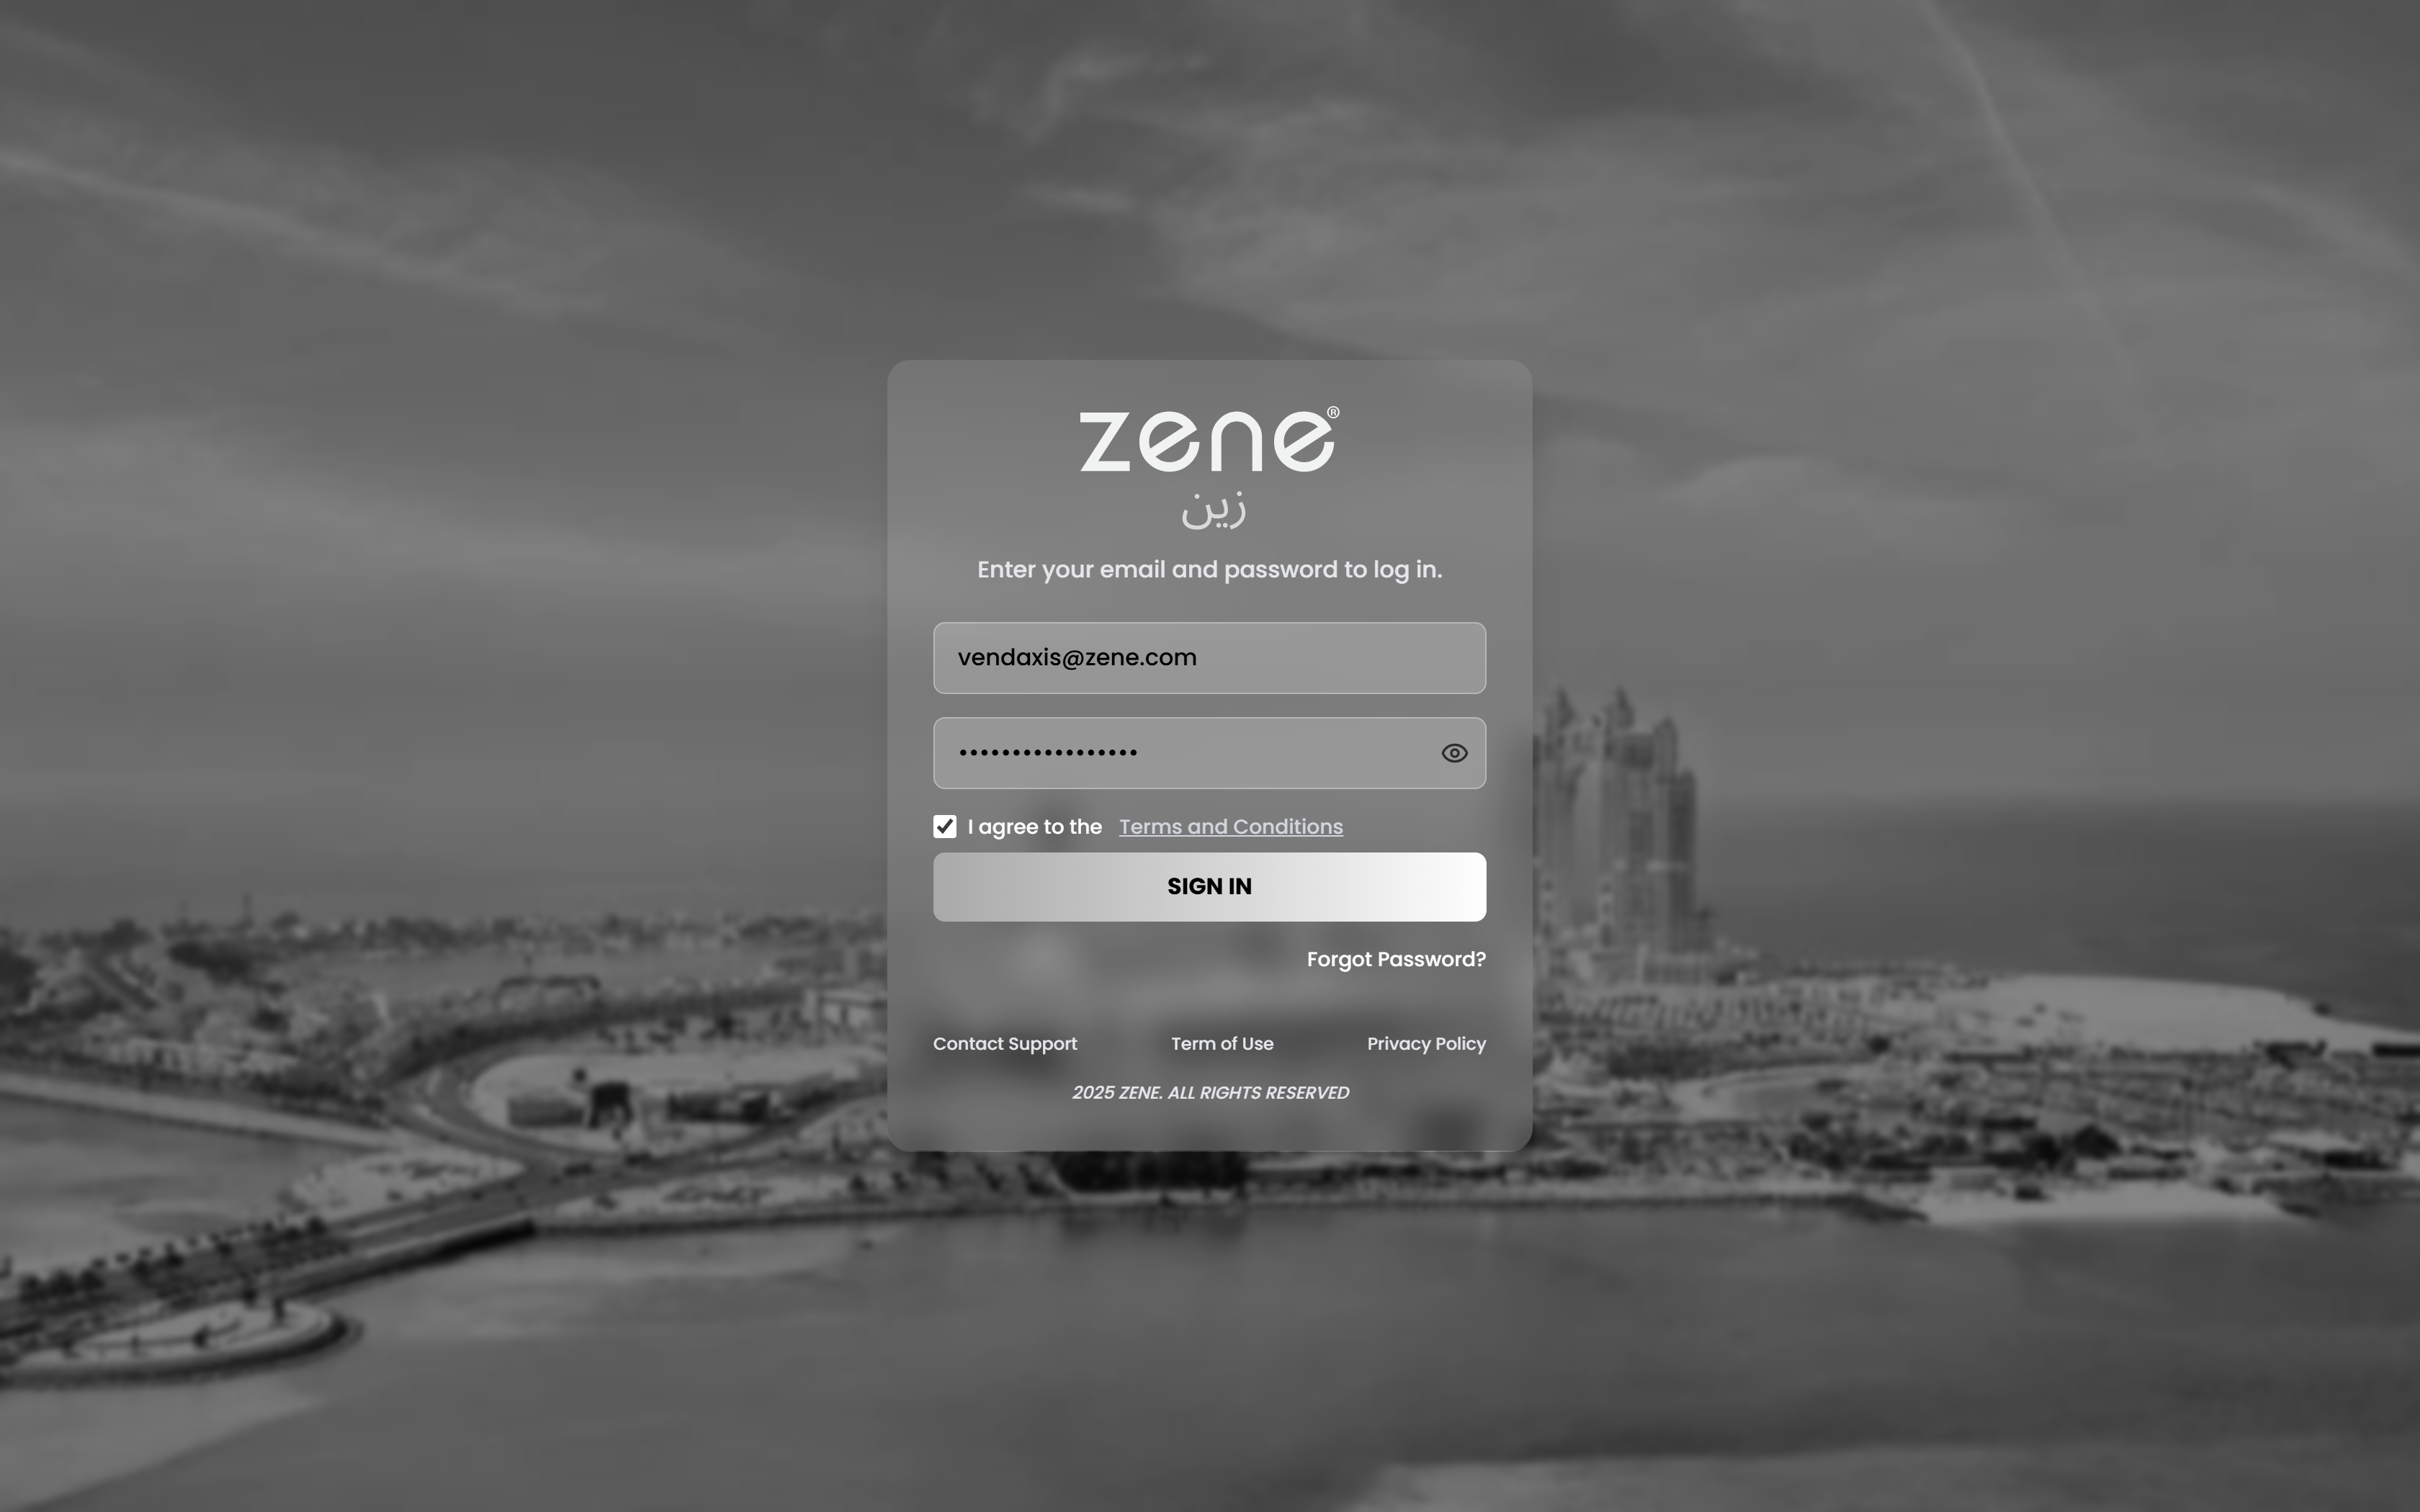 zene®
زين
Enter your email and password to log in.
vendaxis@zene.com
•••••••••••••••••
I agree to the Terms and Conditions
SIGN IN
Forgot Password?
Contact Support Term of Use Privacy Policy
2025 ZENE. ALL RIGHTS RESERVED